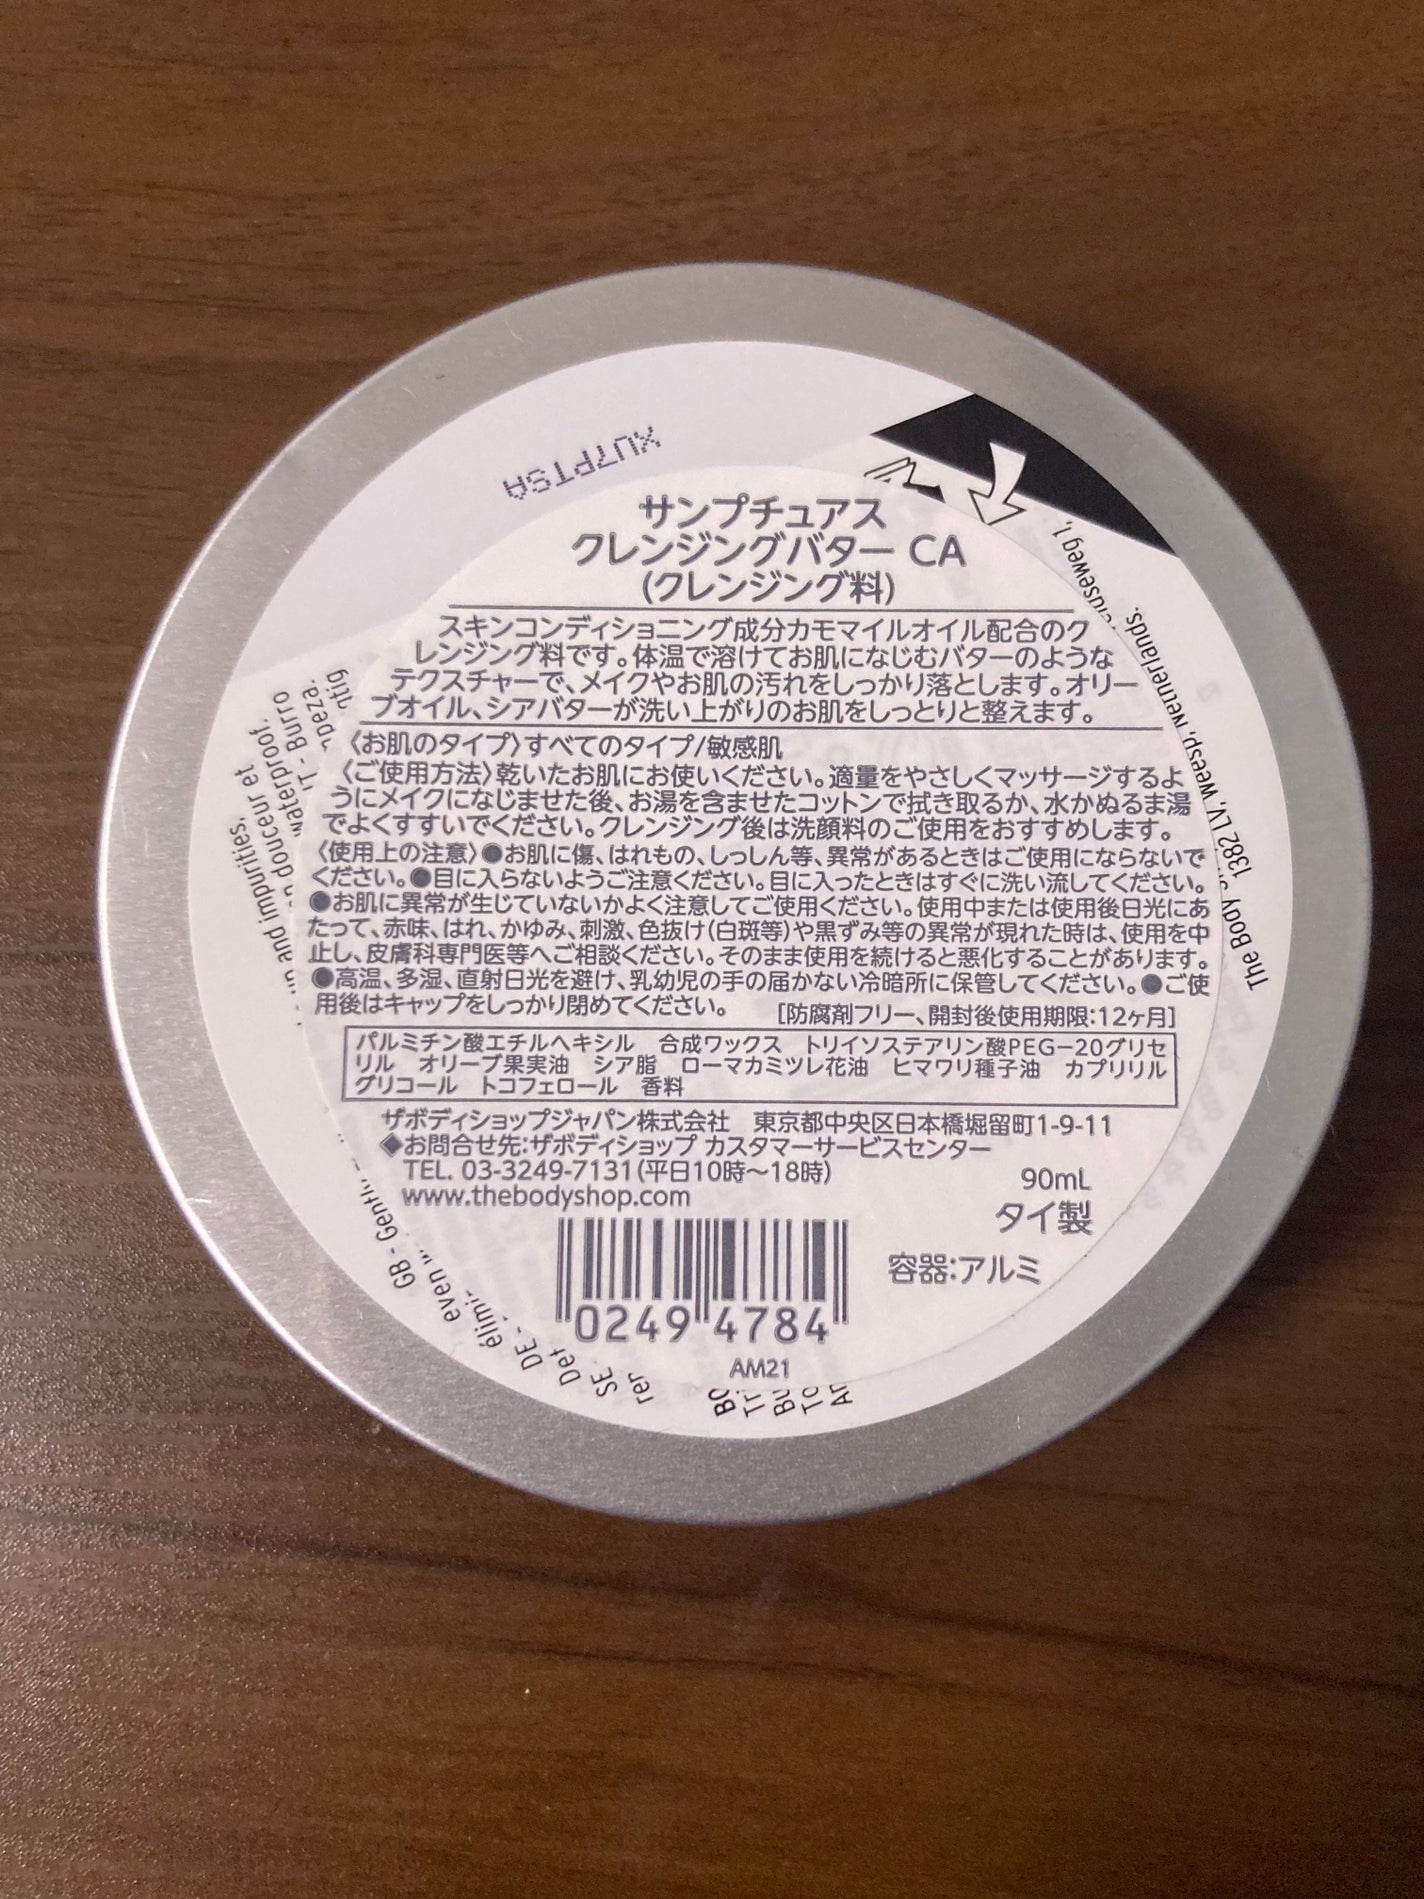 XU7PTSA
サンプチュアス
クレンジングバター CA
(クレンジング料)
スキンコンディショニング成分カモマイルオイル配合のク
レンジング料です。体温で溶けてお肌になじむバターのような
テクスチャーで、メイクやお肌の汚れをしっかり落とします。オリー
ブオイル、シアバターが洗い上がりのお肌をしっとりと整えます。
〈お肌のタイプ〉すべてのタイプ/敏感肌
〈ご使用方法〉乾いたお肌にお使いください。適量をやさしくマッサージするよ
うにメイクになじませた後、お湯を含ませたコットンで拭き取るか、水かぬるま湯
でよくすすいでください。クレンジング後は洗顔料のご使用をおすすめします。
〈使用上の注意〉●お肌に傷、はれもの、しっしん等、異常があるときはご使用にならないで
ください。●目に入らないようご注意ください。目に入ったときはすぐに洗い流してください。
●お肌に異常が生じていないかよく注意してご使用ください。使用中または使用後日光にあ
たって、赤味、はれ、かゆみ、刺激、色抜け(白斑等)や黒ずみ等の異常が現れた時は、使用を中
止し、皮膚科専門医等へご相談ください。そのまま使用を続けると悪化することがあります。
●高温、多湿、直射日光を避け、乳幼児の手の届かない冷暗所に保管してください。●ご使
用後はキャップをしっかり閉めてください。 [防腐剤フリー、開封後使用期限:12ヶ月]
パルミチン酸エチルヘキシル 合成ワックス トリイソステアリン酸PEG-20グリセ
リル オリーブ果実油 シア脂 ローマカミツレ花油 ヒマワリ種子油 カプリリル
グリコール トコフェロール 香料
ザボディショップジャパン株式会社 東京都中央区日本橋堀留町1-9-11
◆お問合せ先:ザボディショップ カスタマーサービスセンター
TEL. 03-3249-7131(平日10時～18時)
www.thebodyshop.com
90mL
タイ製
容器:アルミ
0249 4784
AM21
The Body
1382 LV, Weesp, Netherlands.
and impurities,
douceur et
waterproof.
IT - Burro
GB -
even
DE -
SE